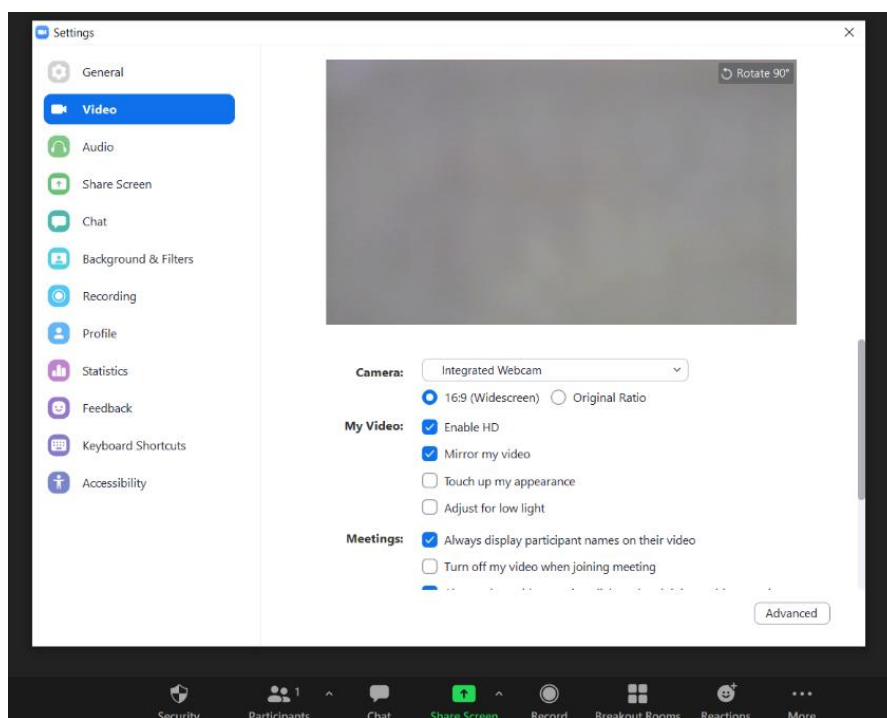 Settings
General
Video
Audio
Share Screen
Chat
Background & Filters
Recording
Profile
Statistics
Feedback
Keyboard Shortcuts
Accessibility
Rotate 90°
Camera: Integrated Webcam
16:9 (Widescreen) Original Ratio
My Video: Enable HD
Mirror my video
Touch up my appearance
Adjust for low light
Meetings: Always display participant names on their video
Turn off my video when joining meeting
Advanced
1
Security Participants Chat Share Screen Record Breakout Rooms Reactions More